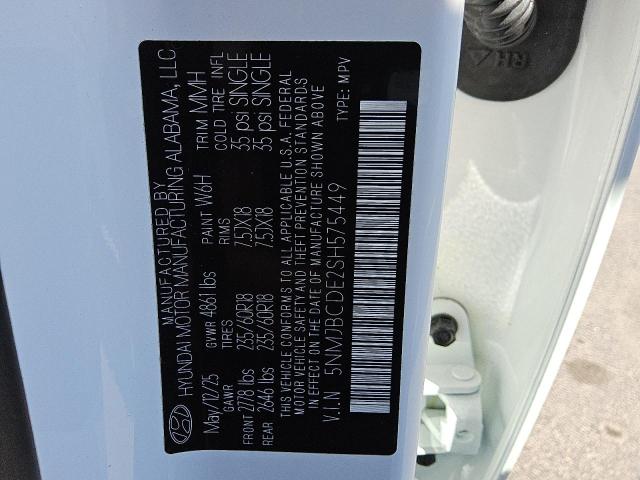 MANUFACTURED BY
HYUNDAI MOTOR MANUFACTURING ALABAMA, LLC
May/12/25 GVWR 4861 lbs PAINT W6H TRIM MMH
GAWR TIRES RIMS COLD TIRE INFL
FRONT 2778 lbs 235/60R18 7.5JX18 35 psi SINGLE
REAR 2646 lbs 235/60R18 7.5JX18 35 psi SINGLE
THIS VEHICLE CONFORMS TO ALL APPLICABLE U.S.A. FEDERAL
MOTOR VEHICLE SAFETY AND THEFT PREVENTION STANDARDS
IN EFFECT ON THE DATE OF MANUFACTURE SHOWN ABOVE
V.I.N 5NMJBCDE2SH575449 TYPE: MPV
RH